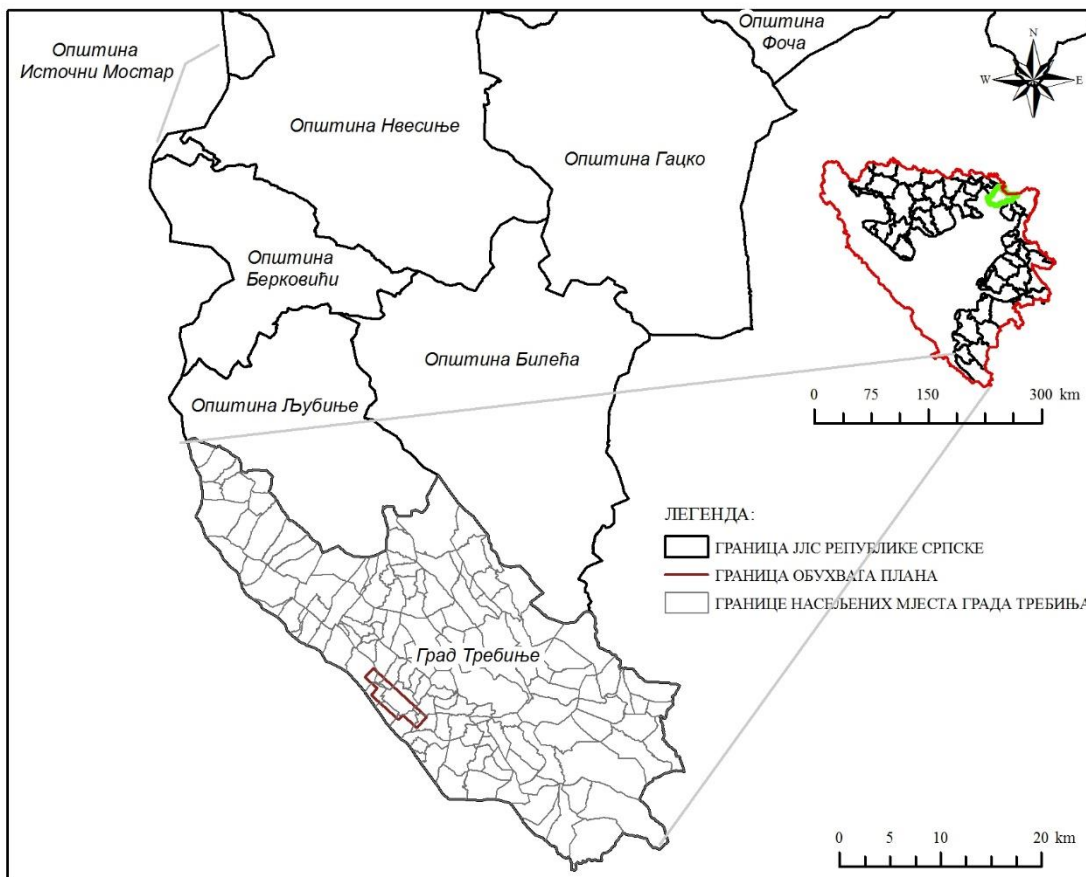 Општина
Фоча
Општина
Источни Мостар
N
W
E
S
Општина Нвесиње
Општина Гацко
Општина
Берковићи
Општина Билећа
Општина Љубиње
0 75 150 300 km
ЛЕГЕНДА:
ГРАНИЦА ЈЛС РЕПУБЛИКЕ СРПСКЕ
ГРАНИЦА ОБУХВАТА ПЛАНА
ГРАНИЦЕ НАСЕЉЕНИХ МЈЕСТА ГРАДА ТРЕБИЊА
Град Требиње
0 5 10 20
km